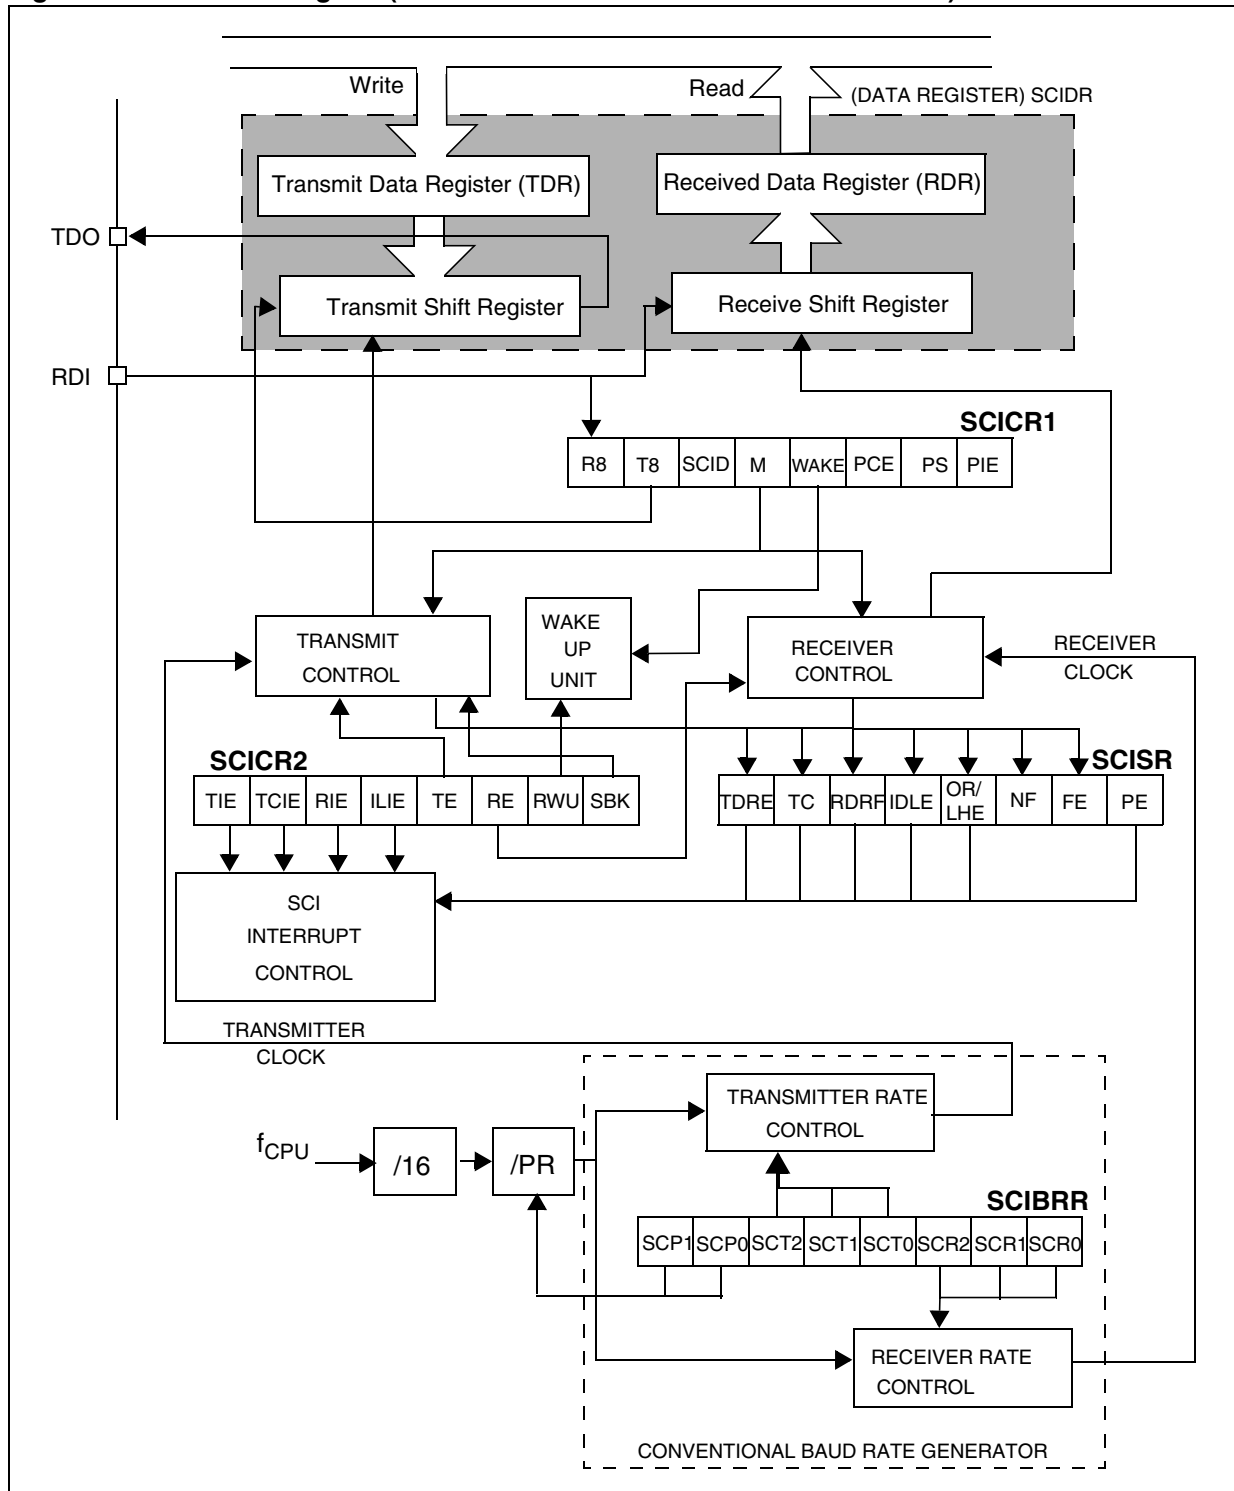 Write
Read
(DATA REGISTER) SCIDR
Transmit Data Register (TDR)
Received Data Register (RDR)
TDO
Transmit Shift Register
Receive Shift Register
RDI
SCICR1
R8 T8 SCID M WAKE PCE PS PIE
TRANSMIT
CONTROL
WAKE
UP
UNIT
RECEIVER
CONTROL
RECEIVER
CLOCK
SCICR2
SCISR
TIE TCIE RIE ILIE TE RE RWU SBK
TDRE TC RDRF IDLE OR/
LHE NF FE PE
SCI
INTERRUPT
CONTROL
TRANSMITTER
CLOCK
TRANSMITTER RATE
CONTROL
fCPU
/16
/PR
SCIBRR
SCP1 SCP0 SCT2 SCT1 SCT0 SCR2 SCR1 SCR0
RECEIVER RATE
CONTROL
CONVENTIONAL BAUD RATE GENERATOR